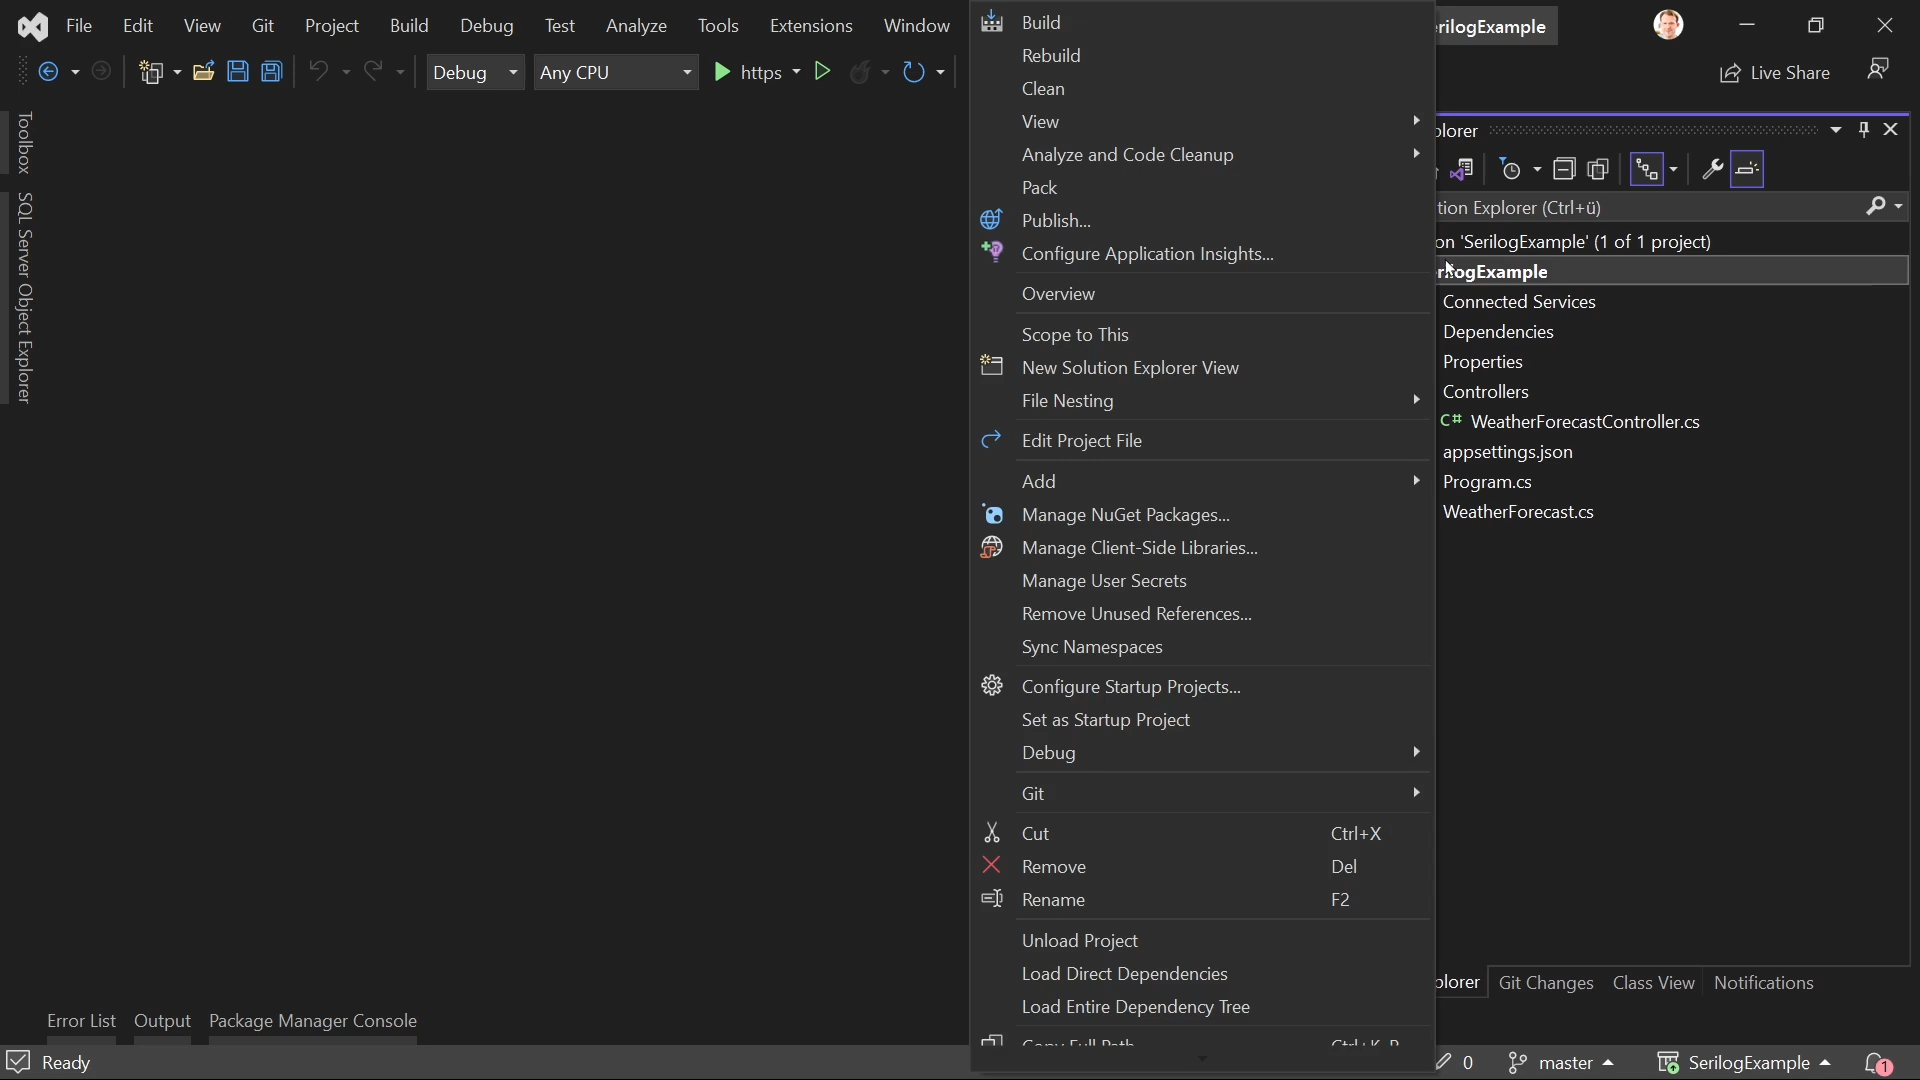 File Edit View Git Project Build Debug Test Analyze Tools Extensions Window
rilogExample
Debug Any CPU https
Live Share
Toolbox
SQL Server Object Explorer
Build
Rebuild
Clean
View
Analyze and Code Cleanup
Pack
Publish...
Configure Application Insights...
Overview
Scope to This
New Solution Explorer View
File Nesting
Edit Project File
Add
Manage NuGet Packages...
Manage Client-Side Libraries...
Manage User Secrets
Remove Unused References...
Sync Namespaces
Configure Startup Projects...
Set as Startup Project
Debug
Git
Cut Ctrl+X
Remove Del
Rename F2
Unload Project
Load Direct Dependencies
Load Entire Dependency Tree
Copy Full Path
plorer
tion Explorer (Ctrl+ü)
on 'SerilogExample' (1 of 1 project)
rilogExample
Connected Services
Dependencies
Properties
Controllers
C# WeatherForecastController.cs
appsettings.json
Program.cs
WeatherForecast.cs
plorer Git Changes Class View Notifications
Error List Output Package Manager Console
Ready
0 master SerilogExample 1